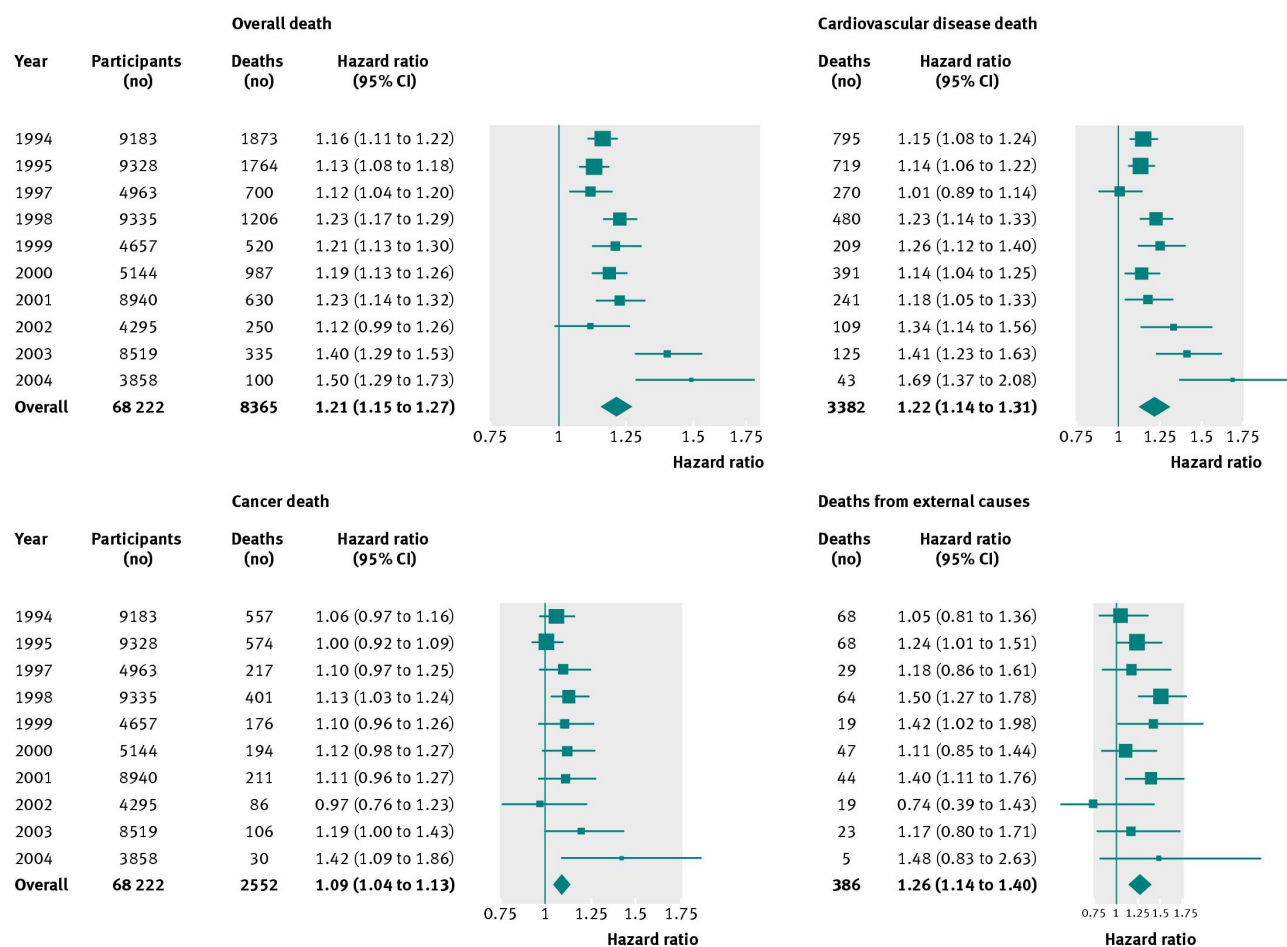 Overall death
Cardiovascular disease death
Year Participants (no) Deaths (no) Hazard ratio (95% CI) Deaths (no) Hazard ratio (95% CI)
1994 9183 1873 1.16 (1.11 to 1.22) 795 1.15 (1.08 to 1.24)
1995 9328 1764 1.13 (1.08 to 1.18) 719 1.14 (1.06 to 1.22)
1997 4963 700 1.12 (1.04 to 1.20) 270 1.01 (0.89 to 1.14)
1998 9335 1206 1.23 (1.17 to 1.29) 480 1.23 (1.14 to 1.33)
1999 4657 520 1.21 (1.13 to 1.30) 209 1.26 (1.12 to 1.40)
2000 5144 987 1.19 (1.13 to 1.26) 391 1.14 (1.04 to 1.25)
2001 8940 630 1.23 (1.14 to 1.32) 241 1.18 (1.05 to 1.33)
2002 4295 250 1.12 (0.99 to 1.26) 109 1.34 (1.14 to 1.56)
2003 8519 335 1.40 (1.29 to 1.53) 125 1.41 (1.23 to 1.63)
2004 3858 100 1.50 (1.29 to 1.73) 43 1.69 (1.37 to 2.08)
Overall 68 222 8365 1.21 (1.15 to 1.27) 3382 1.22 (1.14 to 1.31)
0.75 1 1.25 1.5 1.75 0.75 1 1.25 1.5 1.75
Hazard ratio Hazard ratio
Cancer death
Deaths from external causes
Year Participants (no) Deaths (no) Hazard ratio (95% CI) Deaths (no) Hazard ratio (95% CI)
1994 9183 557 1.06 (0.97 to 1.16) 68 1.05 (0.81 to 1.36)
1995 9328 574 1.00 (0.92 to 1.09) 68 1.24 (1.01 to 1.51)
1997 4963 217 1.10 (0.97 to 1.25) 29 1.18 (0.86 to 1.61)
1998 9335 401 1.13 (1.03 to 1.24) 64 1.50 (1.27 to 1.78)
1999 4657 176 1.10 (0.96 to 1.26) 19 1.42 (1.02 to 1.98)
2000 5144 194 1.12 (0.98 to 1.27) 47 1.11 (0.85 to 1.44)
2001 8940 211 1.11 (0.96 to 1.27) 44 1.40 (1.11 to 1.76)
2002 4295 86 0.97 (0.76 to 1.23) 19 0.74 (0.39 to 1.43)
2003 8519 106 1.19 (1.00 to 1.43) 23 1.17 (0.80 to 1.71)
2004 3858 30 1.42 (1.09 to 1.86) 5 1.48 (0.83 to 2.63)
Overall 68 222 2552 1.09 (1.04 to 1.13) 386 1.26 (1.14 to 1.40)
0.75 1 1.25 1.5 1.75 0.75 1 1.25 1.5 1.75
Hazard ratio Hazard ratio